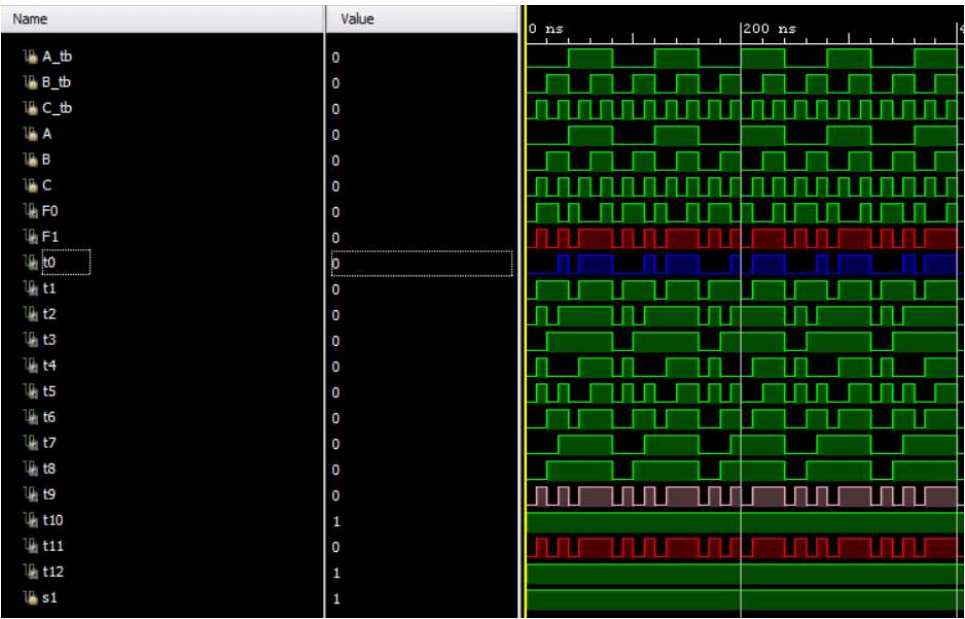 Name Value 0 ns 200 ns 4
A_tb 0
B_tb 0
C_tb 0
A 0
B 0
C 0
F0 0
F1 0
t0 0
t1 0
t2 0
t3 0
t4 0
t5 0
t6 0
t7 0
t8 0
t9 0
t10 1
t11 0
t12 1
s1 1